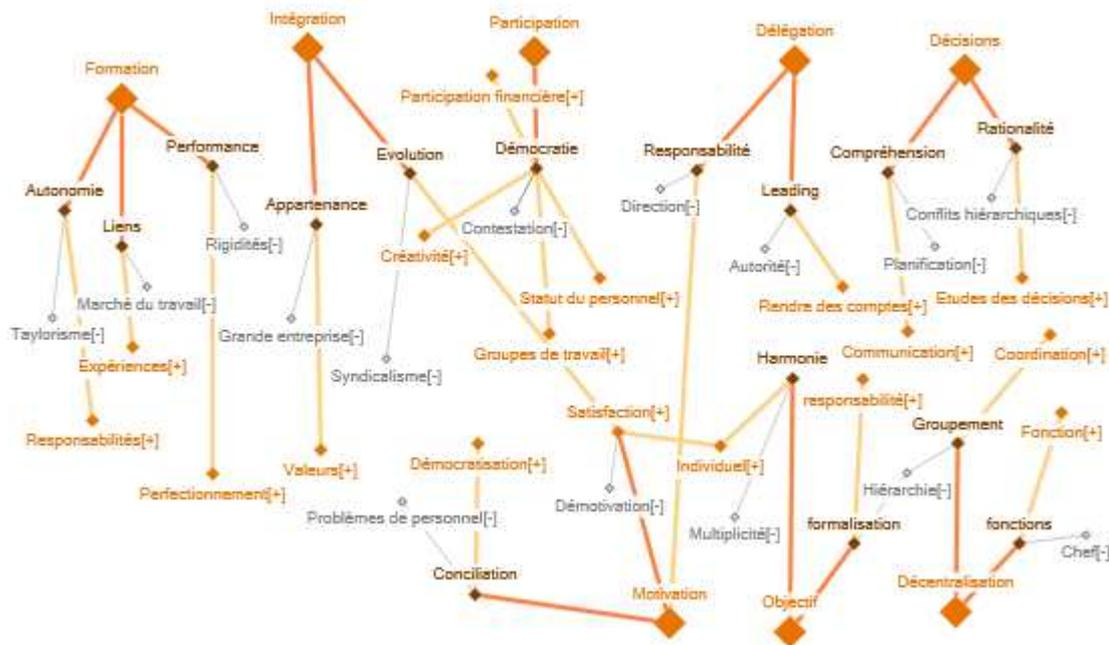 Intégration
Participation
Délégation
Décisions
Formation
Participation financière[+]
Performance
Evolution
Démocratie
Responsabilité
Compréhension
Rationalité
Autonomie
Appartenance
Leading
Direction[-]
Conflits hiérarchiques[-]
Liens
Contestation[-]
Rigidités[-]
Créativité[+]
Autorité[-]
Planification[-]
Marché du travail[-]
Statut du personnel[+]
Rendre des comptes[+]
Etudes des décisions[+]
Taylorisme[-]
Grande entreprise[-]
Groupes de travail[+]
Harmonie
Communication[+]
Coordination[+]
Expériences[+]
Syndicalisme[-]
Satisfaction[+]
responsabilité[+]
Groupement
Fonction[+]
Responsabilités[+]
Valeurs[+]
Démocratisation[+]
Individuel[+]
Perfectionnement[+]
Hiérarchie[-]
Problèmes de personnel[-]
Démotivation[-]
Multiplicité[-]
formalisation
fonctions
Chef[-]
Conciliation
Motivation
Objectif
Décentralisation